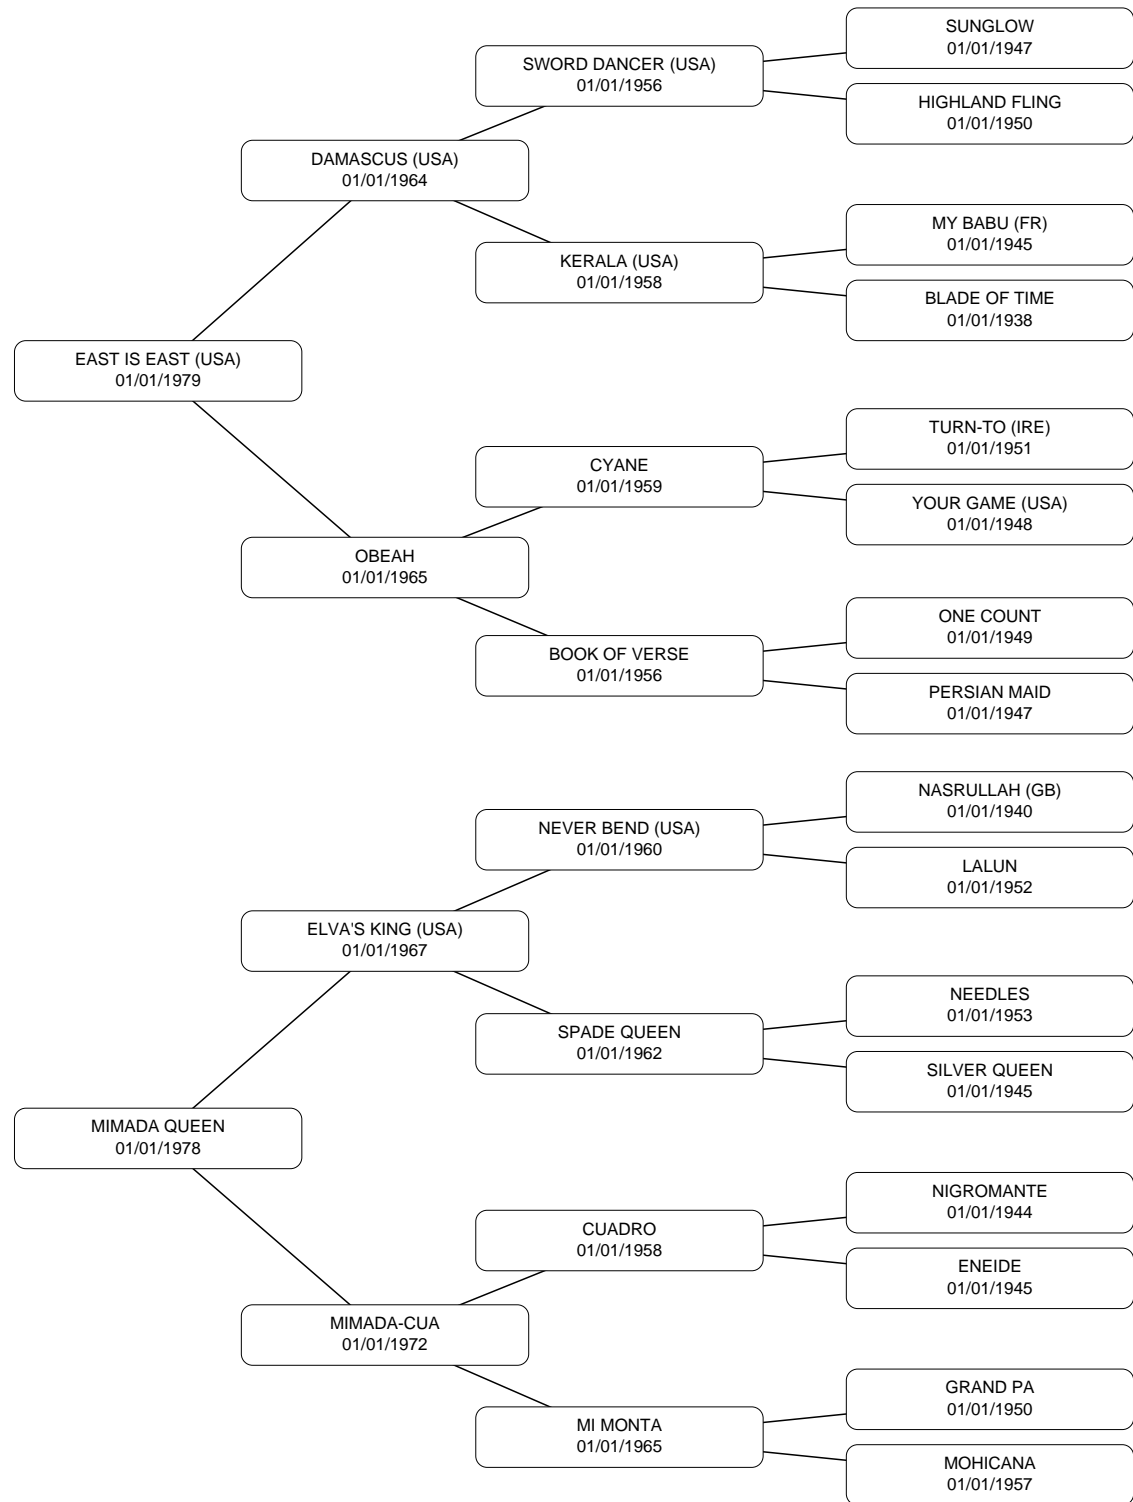 SUNGLOW
01/01/1947
SWORD DANCER (USA)
01/01/1956
HIGHLAND FLING
01/01/1950
DAMASCUS (USA)
01/01/1964
MY BABU (FR)
01/01/1945
KERALA (USA)
01/01/1958
BLADE OF TIME
01/01/1938
EAST IS EAST (USA)
01/01/1979
TURN-TO (IRE)
01/01/1951
CYANE
01/01/1959
YOUR GAME (USA)
01/01/1948
OBEAH
01/01/1965
ONE COUNT
01/01/1949
BOOK OF VERSE
01/01/1956
PERSIAN MAID
01/01/1947
NASRULLAH (GB)
01/01/1940
NEVER BEND (USA)
01/01/1960
LALUN
01/01/1952
ELVA'S KING (USA)
01/01/1967
NEEDLES
01/01/1953
SPADE QUEEN
01/01/1962
SILVER QUEEN
01/01/1945
MIMADA QUEEN
01/01/1978
NIGROMANTE
01/01/1944
CUADRO
01/01/1958
ENEIDE
01/01/1945
MIMADA-CUA
01/01/1972
GRAND PA
01/01/1950
MI MONTA
01/01/1965
MOHICANA
01/01/1957